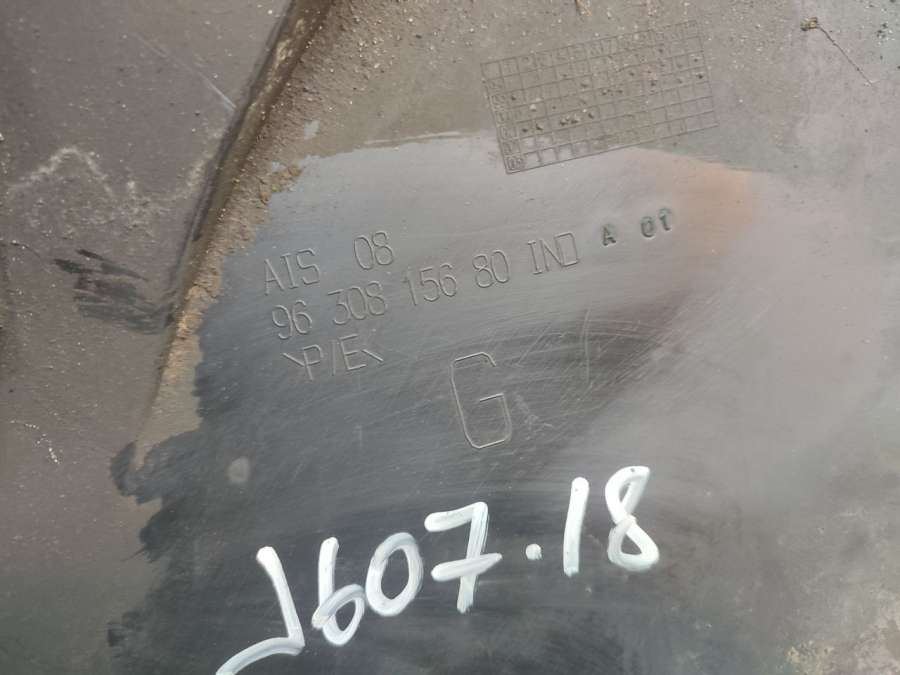 AIS 08
96 308 156 80 IND A 01
>P/E<
G
J607.18